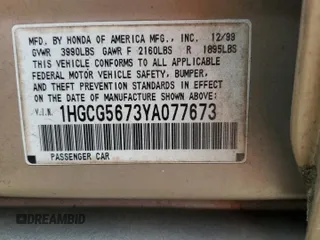 MFD. BY HONDA OF AMERICA MFG., INC. 12/99
GVWR 3990LBS GAWR F 2160LBS R 1895LBS
THIS VEHICLE CONFORMS TO ALL APPLICABLE
FEDERAL MOTOR VEHICLE SAFETY, BUMPER,
AND THEFT PREVENTION STANDARDS IN EFFECT
ON THE DATE OF MANUFACTURE SHOWN ABOVE.
V.I.N. 1HGCG5673YA077673
PASSENGER CAR
DREAMBID